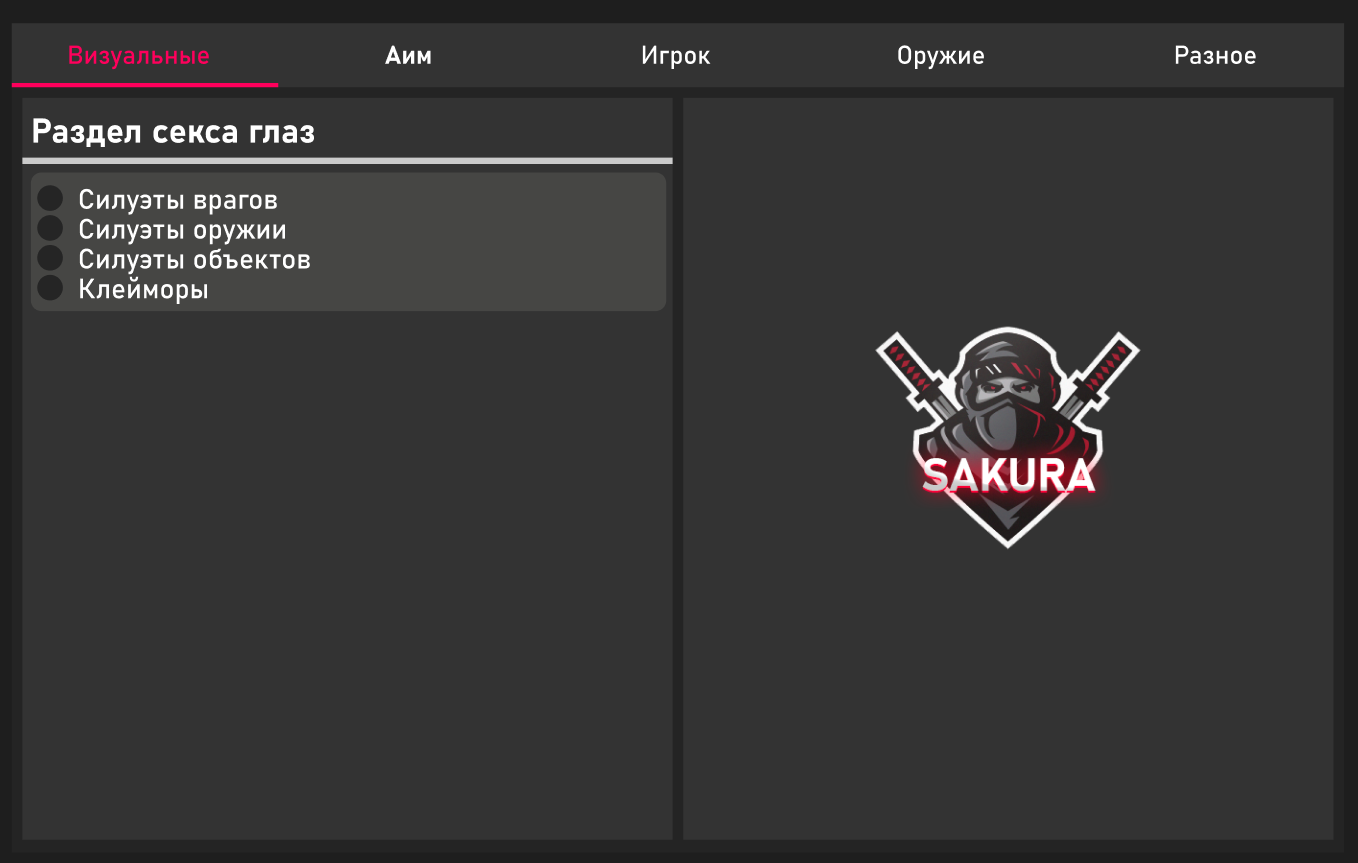 Визуальные
Аим
Игрок
Оружие
Разное
Раздел секса глаз
Силуэты врагов
Силуэты оружии
Силуэты объектов
Клейморы
SAKURA